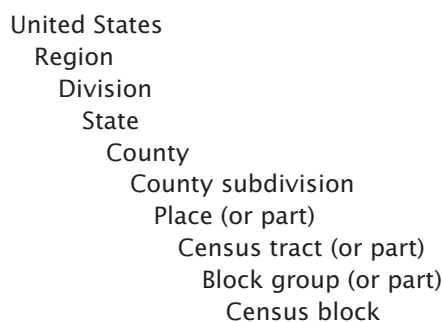 United States
Region
Division
State
County
County subdivision
Place (or part)
Census tract (or part)
Block group (or part)
Census block